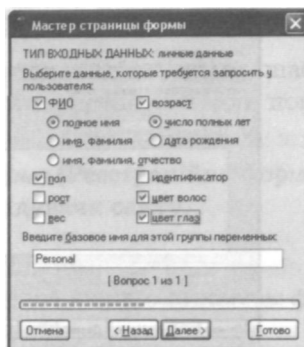 Мастер страницы формы
ТИП ВХОДНЫХ ДАННЫХ: личные данные
Выберите данные, которые требуется запросить у
пользователя:
ФИО возраст
полное имя число полных лет
имя, фамилия дата рождения
имя, фамилия, отчество
пол идентификатор
рост цвет волос
вес цвет глаз
Введите базовое имя для этой группы переменных:
Personal
[ Вопрос 1 из 1 ]
Отмена < Назад Далее > Готово